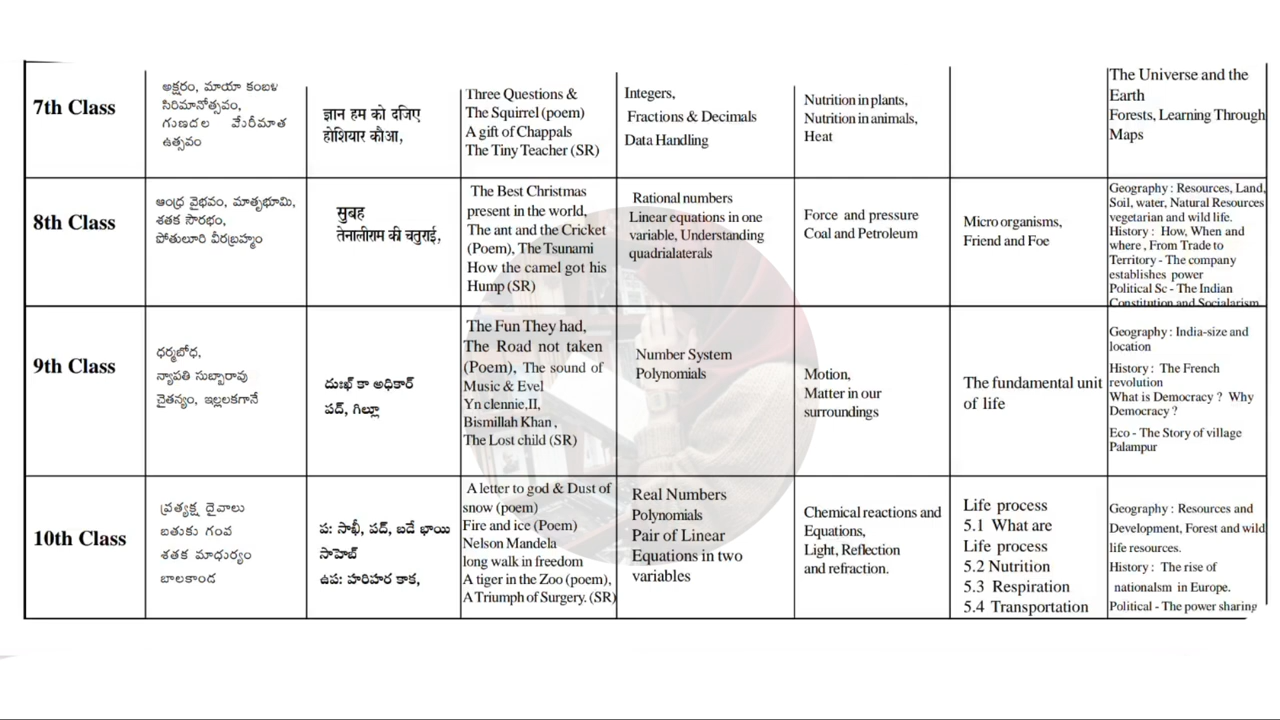 7th Class
అక్షరం, మాయా కంబళి
సిరిమానోత్సవం,
గుణదల మేరీమాత
ఉత్సవం
ज्ञान हम को दजिए
होशियार कौआ,
Three Questions &
The Squirrel (poem)
A gift of Chappals
The Tiny Teacher (SR)
Integers,
Fractions & Decimals
Data Handling
Nutrition in plants,
Nutrition in animals,
Heat
The Universe and the
Earth
Forests, Learning Through
Maps
8th Class
ఆంధ్ర వైభవం, మాతృభూమి,
శతక సౌరభం,
పోతులూరి వీరబ్రహ్మం
सुबह
तेनालीराम की चतुराई,
The Best Christmas
present in the world,
The ant and the Cricket
(Poem), The Tsunami
How the camel got his
Hump (SR)
Rational numbers
Linear equations in one
variable, Understanding
quadrialaterals
Force and pressure
Coal and Petroleum
Micro organisms,
Friend and Foe
Geography : Resources, Land,
Soil, water, Natural Resources
vegetarian and wild life.
History : How, When and
where , From Trade to
Territory - The company
establishes power
Political Sc - The Indian
Constitution and Socialarism
9th Class
ధర్మబోధ,
న్యాపతి సుబ్బారావు
చైతన్యం, ఇల్లలకగానే
దుఃఖ్ కా అధికార్
పద్, గిల్లూ
The Fun They had,
The Road not taken
(Poem), The sound of
Music & Evel
Yn clennie,II,
Bismillah Khan ,
The Lost child (SR)
Number System
Polynomials
Motion,
Matter in our
surroundings
The fundamental unit
of life
Geography : India-size and
location
History : The French
revolution
What is Democracy ? Why
Democracy ?
Eco - The Story of village
Palampur
10th Class
ప్రత్యక్ష దైవాలు
బతుకు గంప
శతక మాధుర్యం
బాలకాండ
ప: సాఖీ, పద్, బడే భాయి
సాహెబ్
ఉప: హరిహర కాక,
A letter to god & Dust of
snow (poem)
Fire and ice (Poem)
Nelson Mandela
long walk in freedom
A tiger in the Zoo (poem),
A Triumph of Surgery. (SR)
Real Numbers
Polynomials
Pair of Linear
Equations in two
variables
Chemical reactions and
Equations,
Light, Reflection
and refraction.
Life process
5.1 What are
Life process
5.2 Nutrition
5.3 Respiration
5.4 Transportation
Geography : Resources and
Development, Forest and wild
life resources.
History : The rise of
nationalsm in Europe.
Political - The power sharing